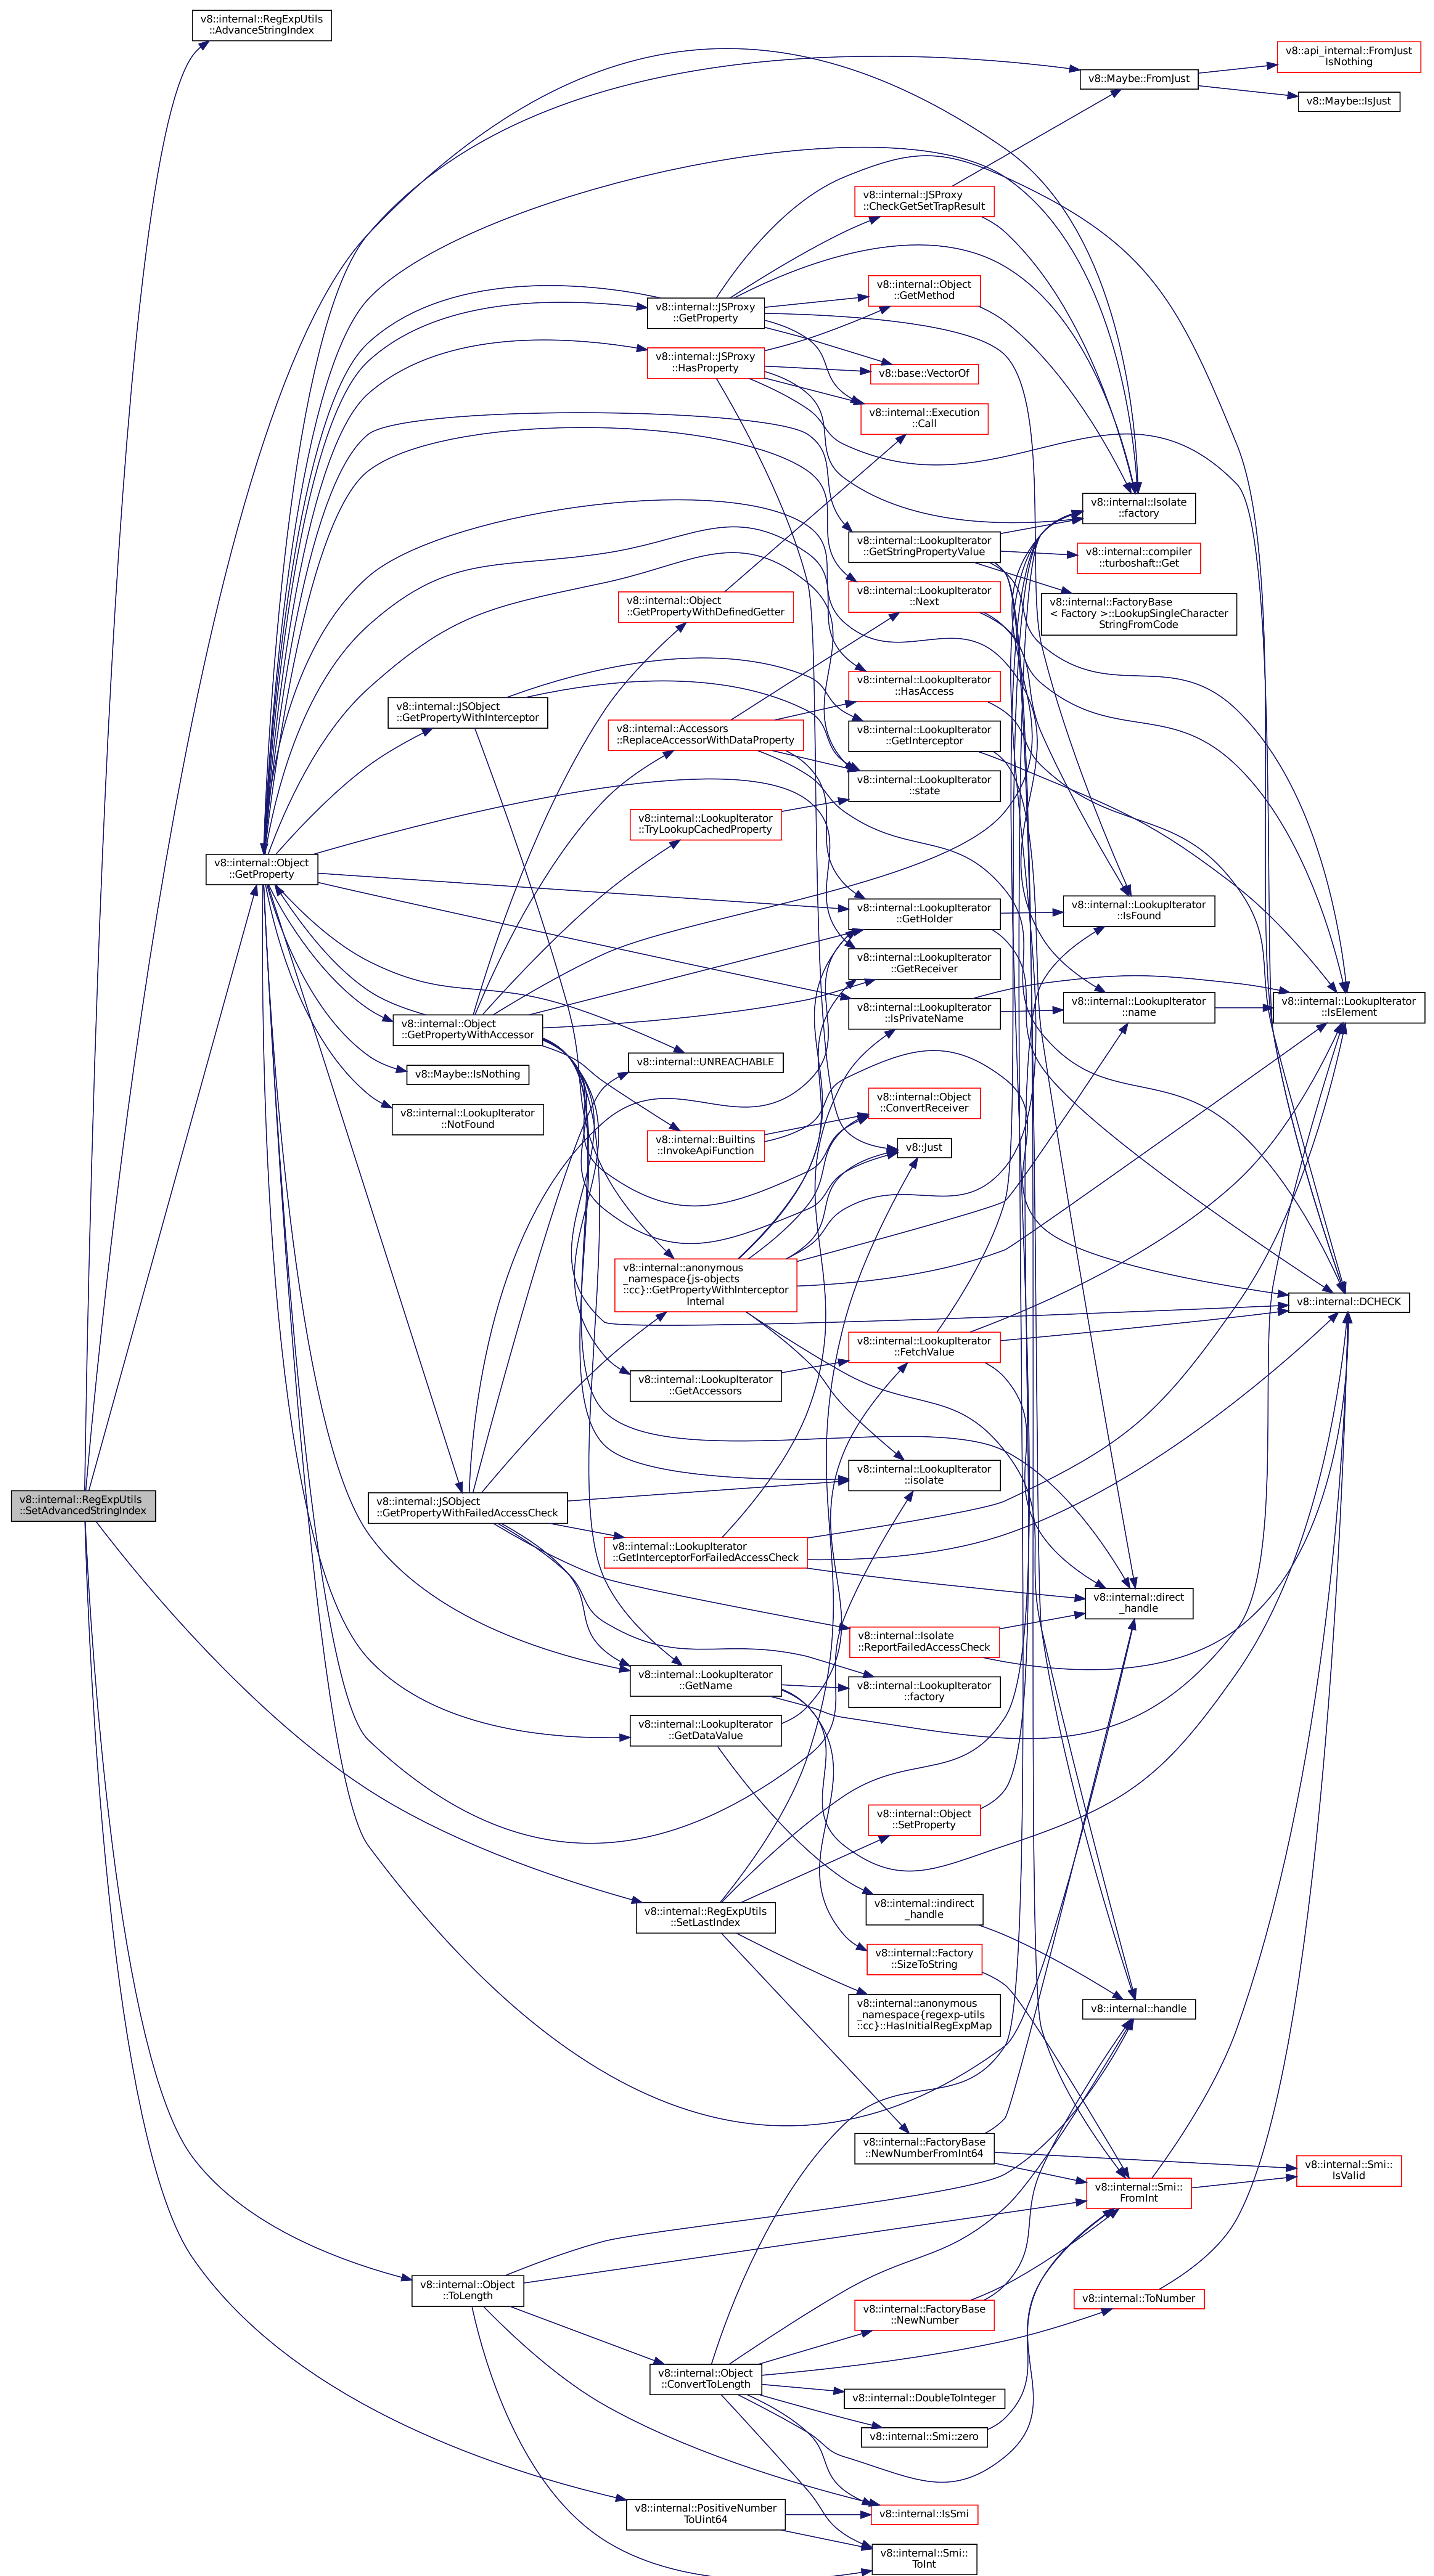 v8::internal::RegExpUtils
::AdvanceStringIndex
v8::api_internal::FromJust
IsNothing
v8::Maybe::FromJust
v8::Maybe::IsJust
v8::internal::JSProxy
::CheckGetSetTrapResult
v8::internal::Object
::GetMethod
v8::internal::JSProxy
::GetProperty
v8::internal::JSProxy
::HasProperty
v8::base::VectorOf
v8::internal::Execution
::Call
v8::internal::Isolate
::factory
v8::internal::LookupIterator
::GetStringPropertyValue
v8::internal::compiler
::turboshaft::Get
v8::internal::LookupIterator
::Next
v8::internal::Object
::GetPropertyWithDefinedGetter
v8::internal::FactoryBase
< Factory >::LookupSingleCharacter
StringFromCode
v8::internal::LookupIterator
::HasAccess
v8::internal::JSObject
::GetPropertyWithInterceptor
v8::internal::Accessors
::ReplaceAccessorWithDataProperty
v8::internal::LookupIterator
::GetInterceptor
v8::internal::LookupIterator
::state
v8::internal::LookupIterator
::TryLookupCachedProperty
v8::internal::Object
::GetProperty
v8::internal::LookupIterator
::GetHolder
v8::internal::LookupIterator
::IsFound
v8::internal::LookupIterator
::GetReceiver
v8::internal::LookupIterator
::IsPrivateName
v8::internal::LookupIterator
::name
v8::internal::LookupIterator
::IsElement
v8::internal::Object
::GetPropertyWithAccessor
v8::internal::UNREACHABLE
v8::Maybe::IsNothing
v8::internal::Object
::ConvertReceiver
v8::internal::LookupIterator
::NotFound
v8::internal::Builtins
::InvokeApiFunction
v8::Just
v8::internal::anonymous
_namespace{js-objects
::cc}::GetPropertyWithInterceptor
Internal
v8::internal::DCHECK
v8::internal::LookupIterator
::FetchValue
v8::internal::LookupIterator
::GetAccessors
v8::internal::LookupIterator
::isolate
v8::internal::RegExpUtils
::SetAdvancedStringIndex
v8::internal::JSObject
::GetPropertyWithFailedAccessCheck
v8::internal::LookupIterator
::GetInterceptorForFailedAccessCheck
v8::internal::direct
_handle
v8::internal::Isolate
::ReportFailedAccessCheck
v8::internal::LookupIterator
::GetName
v8::internal::LookupIterator
::factory
v8::internal::LookupIterator
::GetDataValue
v8::internal::Object
::SetProperty
v8::internal::RegExpUtils
::SetLastIndex
v8::internal::indirect
_handle
v8::internal::Factory
::SizeToString
v8::internal::anonymous
_namespace{regexp-utils
::cc}::HasInitialRegExpMap
v8::internal::handle
v8::internal::FactoryBase
::NewNumberFromInt64
v8::internal::Smi::
IsValid
v8::internal::Smi::
FromInt
v8::internal::Object
::ToLength
v8::internal::FactoryBase
::NewNumber
v8::internal::ToNumber
v8::internal::Object
::ConvertToLength
v8::internal::DoubleToInteger
v8::internal::Smi::zero
v8::internal::PositiveNumber
ToUint64
v8::internal::IsSmi
v8::internal::Smi::
ToInt